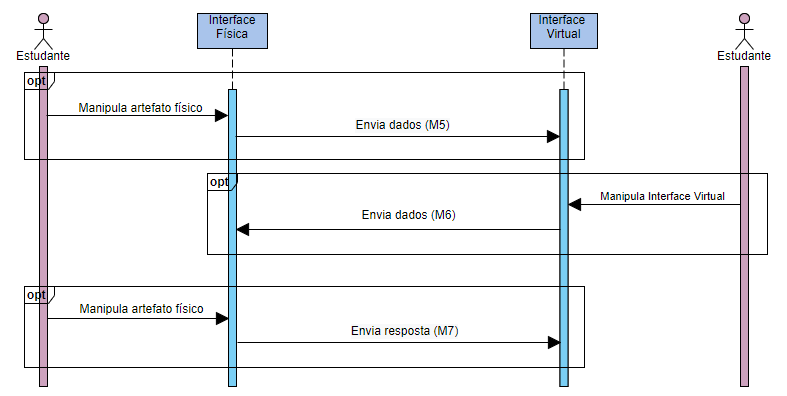 Interface
Física
Interface
Virtual
Estudante
Estudante
opt
Manipula artefato físico
Envia dados (M5)
opt
Manipula Interface Virtual
Envia dados (M6)
opt
Manipula artefato físico
Envia resposta (M7)